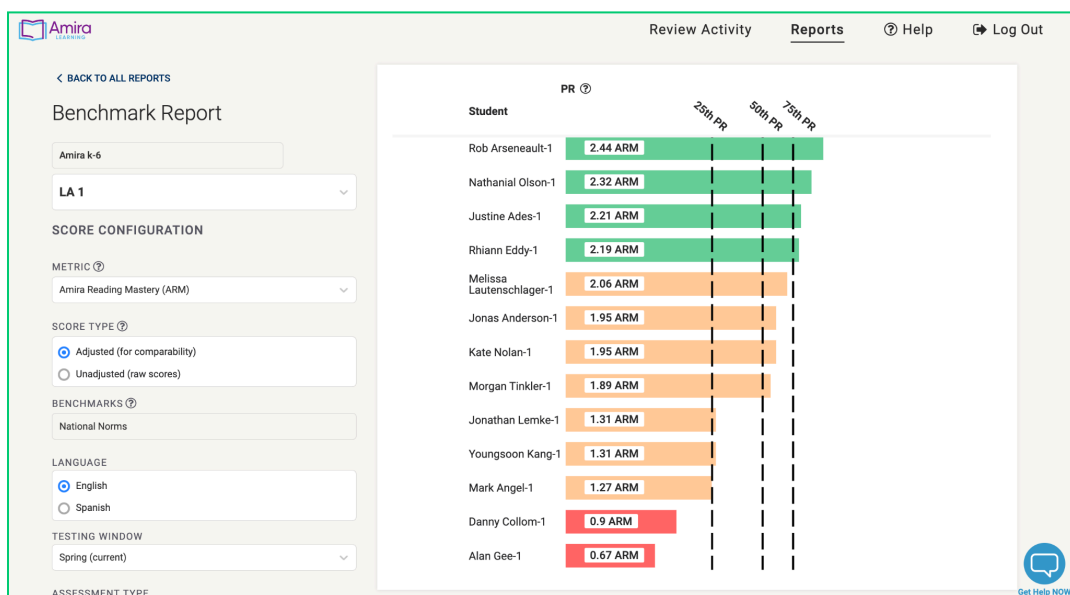 Amira
LEARNING
Review Activity
Reports
Help
Log Out
BACK TO ALL REPORTS
Benchmark Report
Amira k-6
LA 1
SCORE CONFIGURATION
METRIC
Amira Reading Mastery (ARM)
SCORE TYPE
Adjusted (for comparability)
Unadjusted (raw scores)
BENCHMARKS
National Norms
LANGUAGE
English
Spanish
TESTING WINDOW
Spring (current)
ASSESSMENT TYPE
PR
Student
25th PR
50th PR
75th PR
Rob Arseneault-1 2.44 ARM
Nathanial Olson-1 2.32 ARM
Justine Ades-1 2.21 ARM
Rhiann Eddy-1 2.19 ARM
Melissa
Lautenschlager-1 2.06 ARM
Jonas Anderson-1 1.95 ARM
Kate Nolan-1 1.95 ARM
Morgan Tinkler-1 1.89 ARM
Jonathan Lemke-1 1.31 ARM
Youngsoon Kang-1 1.31 ARM
Mark Angel-1 1.27 ARM
Danny Collom-1 0.9 ARM
Alan Gee-1 0.67 ARM
Get Help NOW